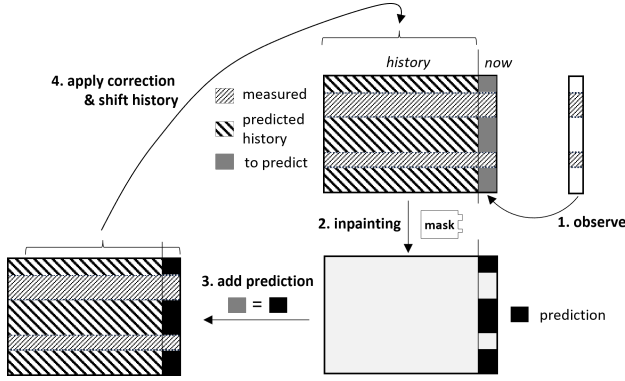 history now
4. apply correction
& shift history
measured
predicted
history
to predict
2. inpainting
mask
1. observe
3. add prediction
=
prediction